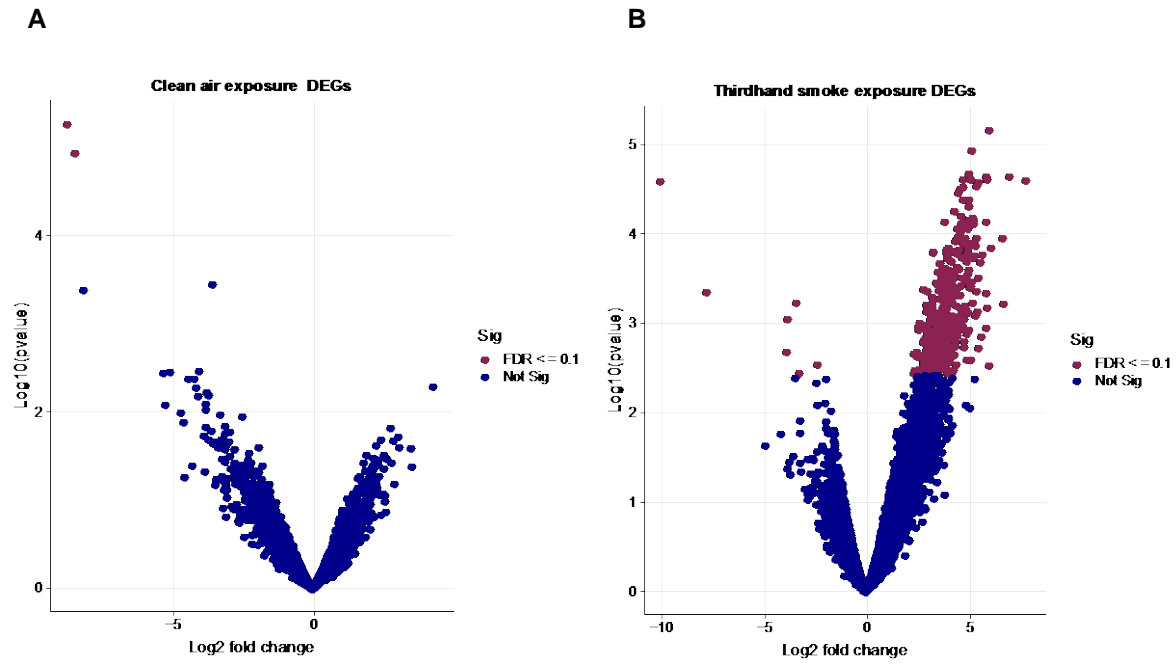 A
B
Clean air exposure DEGs
Thirdhand smoke exposure DEGs
Log10(pvalue)
4
2
0
−5
0
Log2 fold change
Sig
FDR <= 0.1
Not Sig
Log10(pvalue)
5
4
3
2
1
0
−10
−5
0
5
Log2 fold change
Sig
FDR <= 0.1
Not Sig